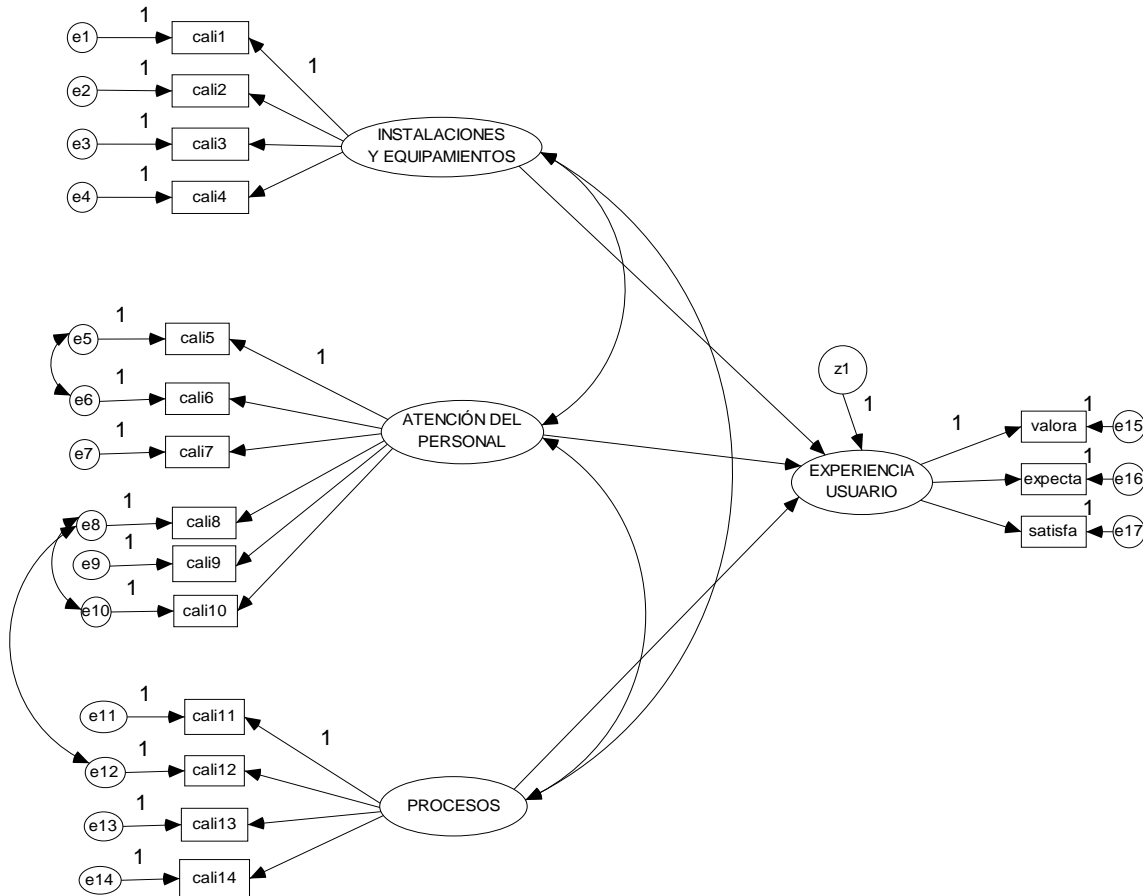 1
e1
cali1
1
1
e2
cali2
1
e3
cali3
1
e4
cali4
INSTALACIONES
Y EQUIPAMIENTOS
1
e5
cali5
1
1
e6
cali6
1
e7
cali7
1
e8
cali8
1
e9
cali9
1
e10
cali10
ATENCIÓN DEL
PERSONAL
z1
1
EXPERIENCIA
USUARIO
1
1
valora
e15
1
expecta
e16
1
satisfa
e17
1
e11
cali11
1
1
e12
cali12
1
e13
cali13
1
e14
cali14
PROCESOS